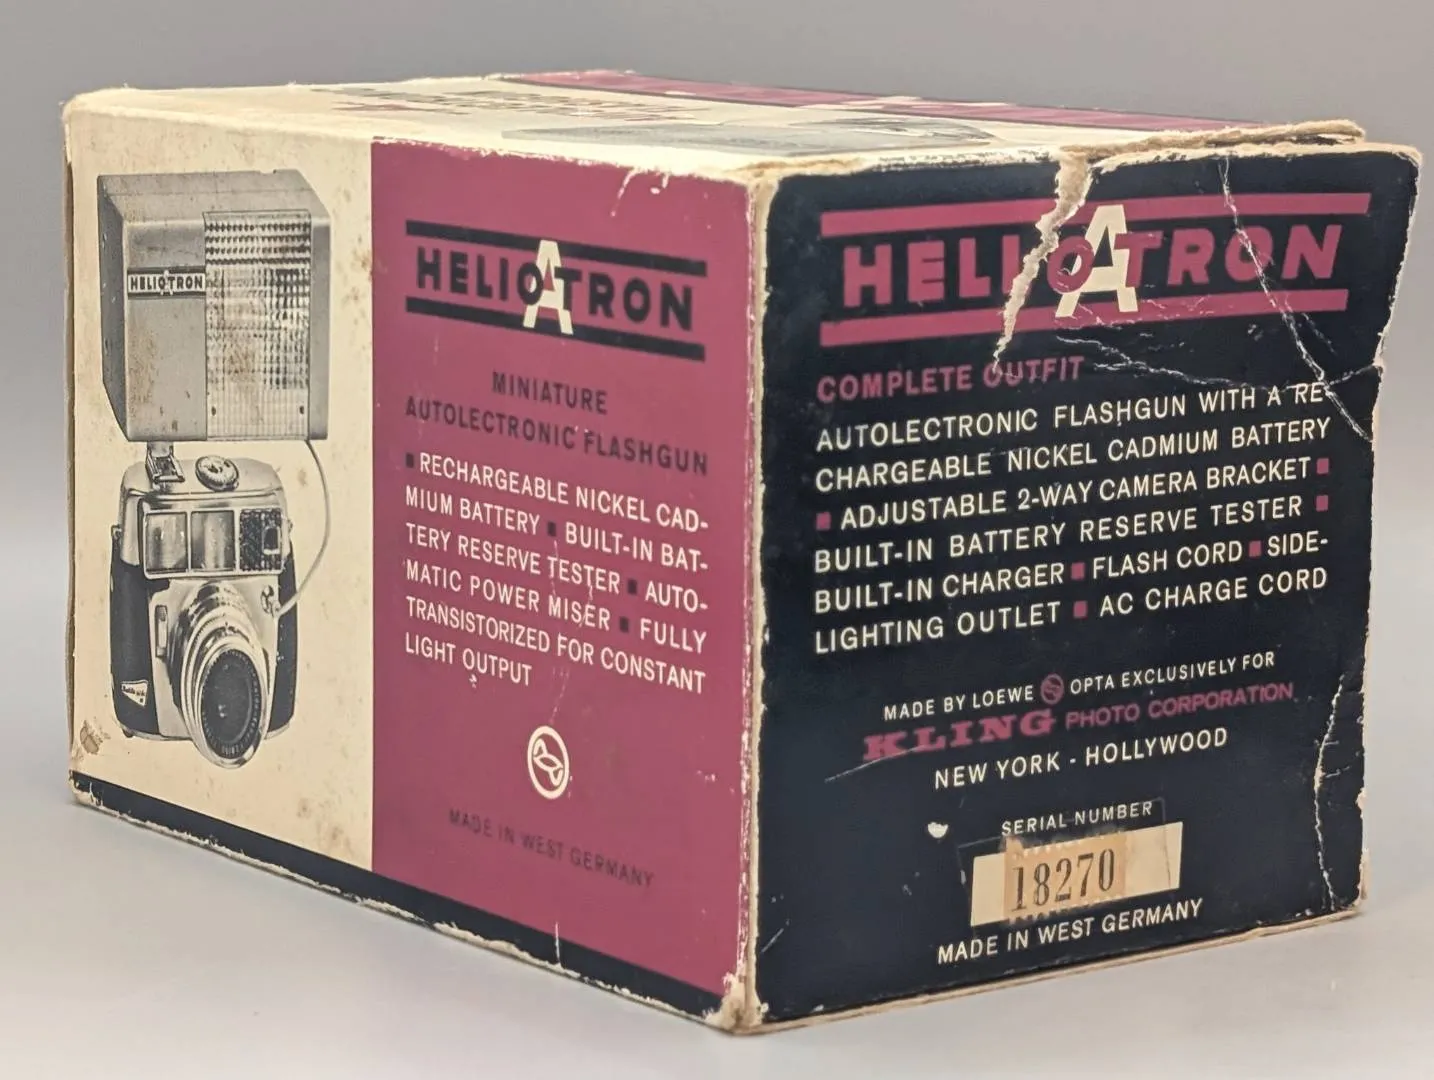 HELIOTRON
HELIOATRON
MINIATURE
AUTOLECTRONIC FLASHGUN
▪ RECHARGEABLE NICKEL CAD-
MIUM BATTERY ▪ BUILT-IN BAT-
TERY RESERVE TESTER ▪ AUTO-
MATIC POWER MISER ▪ FULLY
TRANSISTORIZED FOR CONSTANT
LIGHT OUTPUT
MADE IN WEST GERMANY
HELIOATRON
COMPLETE OUTFIT
AUTOLECTRONIC FLASHGUN WITH A RE-
CHARGEABLE NICKEL CADMIUM BATTERY
▪ ADJUSTABLE 2-WAY CAMERA BRACKET ▪
BUILT-IN BATTERY RESERVE TESTER ▪
BUILT-IN CHARGER ▪ FLASH CORD ▪ SIDE-
LIGHTING OUTLET ▪ AC CHARGE CORD
MADE BY LOEWE OPTA EXCLUSIVELY FOR
KLING PHOTO CORPORATION
NEW YORK - HOLLYWOOD
SERIAL NUMBER
18270
MADE IN WEST GERMANY